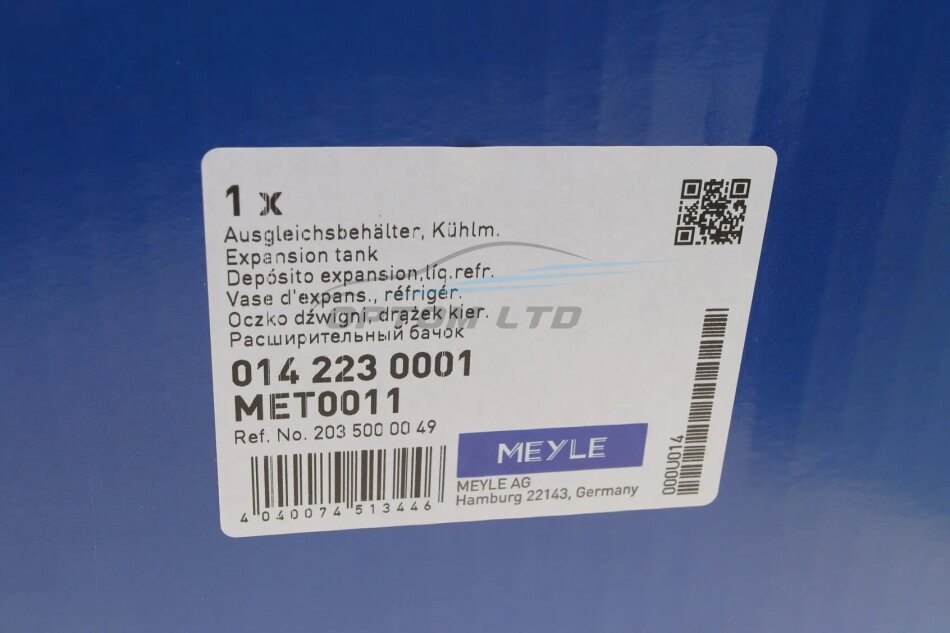 1 x
Ausgleichsbehälter, Kühlm.
Expansion tank
Depósito expansion,líq.refr.
Vase d'expans., réfrigér.
Oczko dźwigni,drążek kier.
Расширительный бачок
OPTOM LTD
014 223 0001
MET0011
Ref. No. 203 500 00 49
4 040074 513446
MEYLE
MEYLE AG
Hamburg 22143, Germany
000U014